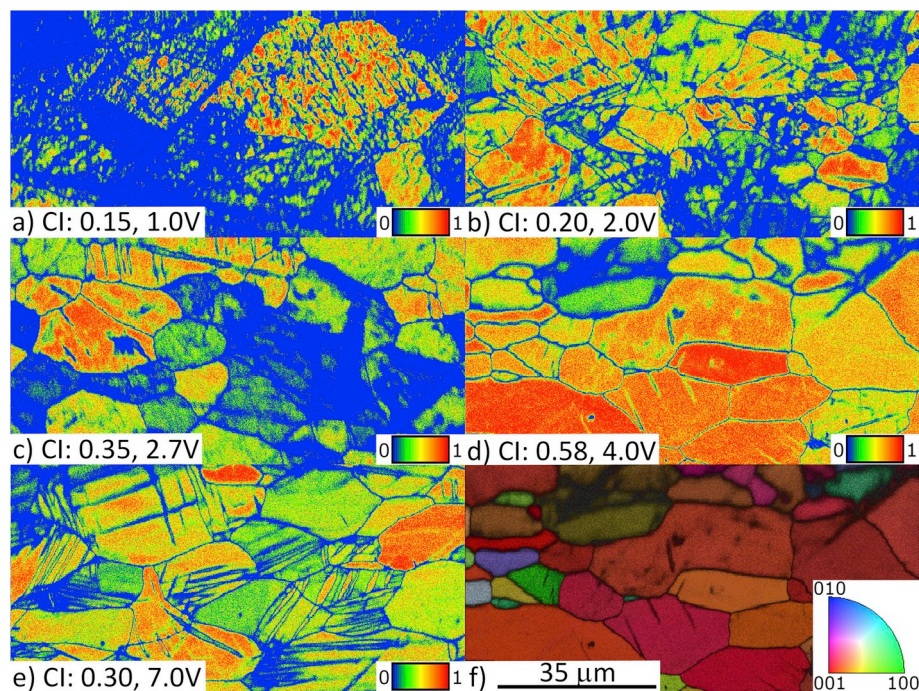 a) CI: 0.15, 1.0V 0 1
b) CI: 0.20, 2.0V 0 1
c) CI: 0.35, 2.7V 0 1
d) CI: 0.58, 4.0V 0 1
e) CI: 0.30, 7.0V 0 1
f) 35 μm
010
001 100